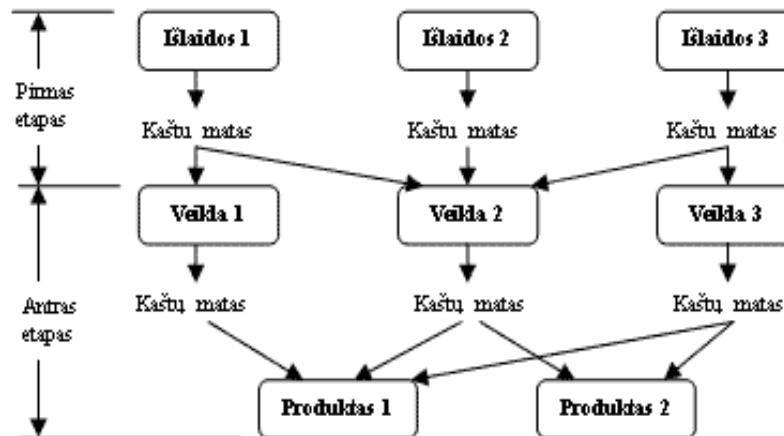 Išlaidos 1 Išlaidos 2 Išlaidos 3
Pirmas
etapas
Kaštų matas Kaštų matas Kaštų matas
Veikla 1 Veikla 2 Veikla 3
Antras
etapas
Kaštų matas Kaštų matas Kaštų matas
Produktas 1 Produktas 2